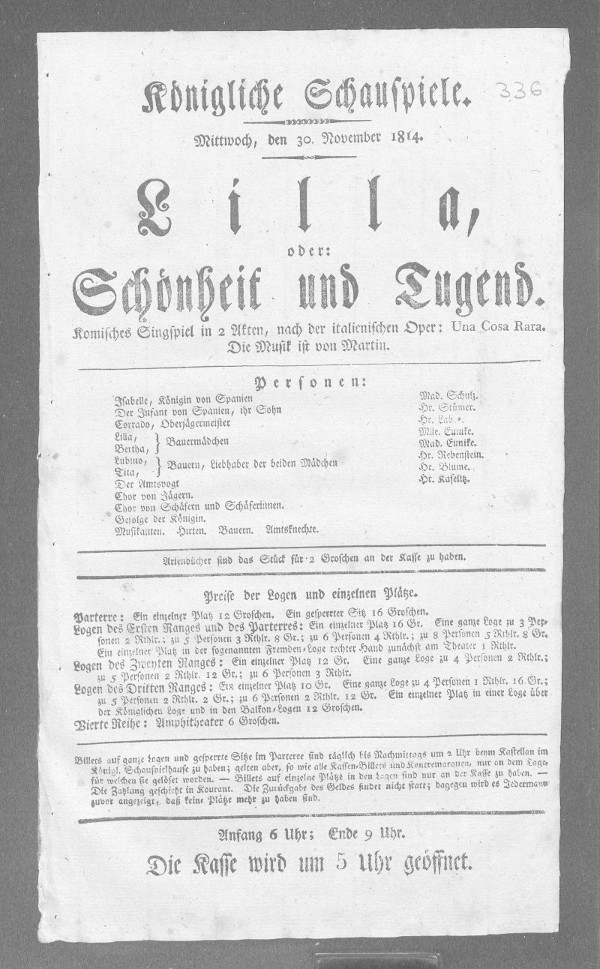 Königliche Schauspiele.
336
Mittwoch, den 30. November 1814.
Lilla,
oder:
Schönheit und Tugend.
Komisches Singspiel in 2 Akten, nach der italienischen Oper: Una Cosa Rara.
Die Musik ist von Martin.
Personen:
Isabelle, Königin von Spanien Mad. Schulz.
Der Infant von Spanien, ihr Sohn Hr. Stümer.
Corrado, Oberjägermeister Hr.
Lilla, } Bauermädchen Mlle. Eunike.
Bertha, Mad. Eunike.
Lubino, } Bauern, Liebhaber der beiden Mädchen Hr. Rebenstein.
Tita, Hr. Blume.
Der Amtsvogt Hr. Kaselitz.
Chor von Jägern.
Chor von Schäfern und Schäferinnen.
Gefolge der Königin.
Musikanten. Hirten. Bauern. Amtsknechte.
Arienbücher sind das Stück für 2 Groschen an der Kasse zu haben.
Preise der Logen und einzelnen Plätze.
Parterre: Ein einzelner Platz 12 Groschen. Ein gesperrter Sitz 16 Groschen.
Logen des Ersten Ranges und des Parterres: Ein einzelner Platz 16 Gr. Eine ganze Loge zu 3 Per-
sonen 2 Rthlr.; zu 5 Personen 3 Rthlr. 8 Gr.; zu 6 Personen 4 Rthlr.; zu 8 Personen 5 Rthlr. 8 Gr.
Ein einzelner Platz in der sogenannten Fremden-Loge rechter Hand zunächst am Theater 1 Rthlr.
Logen des Zweyten Ranges: Ein einzelner Platz 12 Gr. Eine ganze Loge zu 4 Personen 2 Rthlr.;
zu 5 Personen 2 Rthlr. 12 Gr.; zu 6 Personen 3 Rthlr.
Logen des Dritten Ranges: Ein einzelner Platz 10 Gr. Eine ganze Loge zu 4 Personen 1 Rthlr. 16 Gr.;
zu 5 Personen 2 Rthlr. 2 Gr.; zu 6 Personen 2 Rthlr. 12 Gr. Ein einzelner Platz in einer Loge über
der Königlichen Loge und in den Balkon-Logen 12 Groschen.
Vierte Reihe: Amphitheater 6 Groschen.
Billets auf ganze Logen und gesperrte Sitze im Parterre sind täglich bis Nachmittags um 2 Uhr beym Kastellan im
Königl. Schauspielhause zu haben; gelten aber, so wie alle Kassen-Billets und Kontremarquen, nur an dem Tage
für welchen sie gelöset worden. — Billets auf einzelne Plätze in den Logen sind nur an der Kasse zu haben. —
Die Zahlung geschieht in Kourant. Die Zurückgabe des Geldes findet nicht statt; dagegen wird es Jedermann
zuvor angezeigt, daß keine Plätze mehr zu haben sind.
Anfang 6 Uhr; Ende 9 Uhr.
Die Kasse wird um 5 Uhr geöffnet.